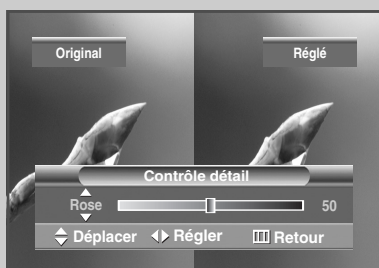 Original Réglé
Contrôle détail
Rose 50
Déplacer Régler Retour